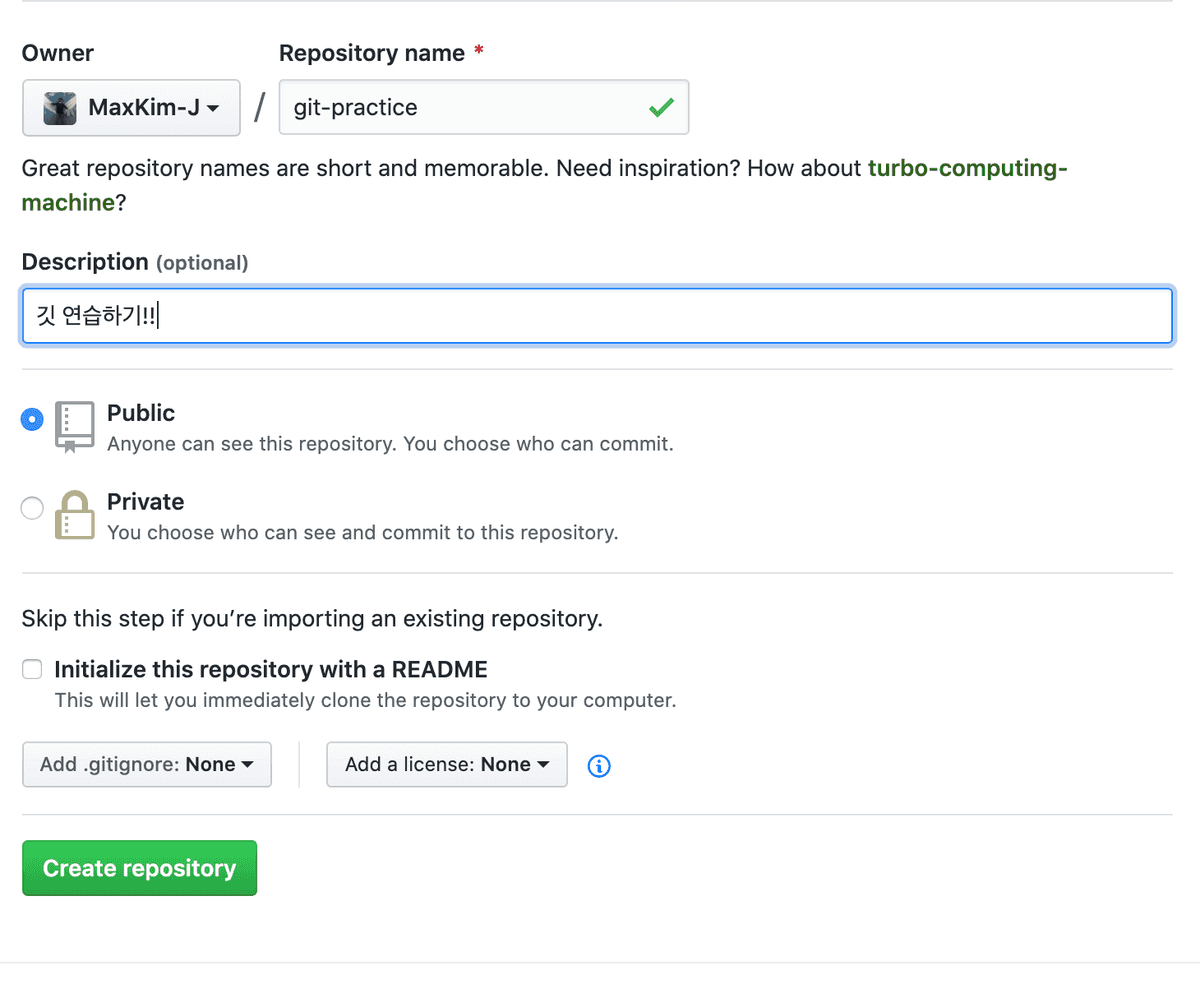 Owner
Repository name *
MaxKim-J
/
git-practice
Great repository names are short and memorable. Need inspiration? How about turbo-computing-
machine?
Description (optional)
깃 연습하기!!
Public
Anyone can see this repository. You choose who can commit.
Private
You choose who can see and commit to this repository.
Skip this step if you’re importing an existing repository.
Initialize this repository with a README
This will let you immediately clone the repository to your computer.
Add .gitignore: None
Add a license: None
Create repository